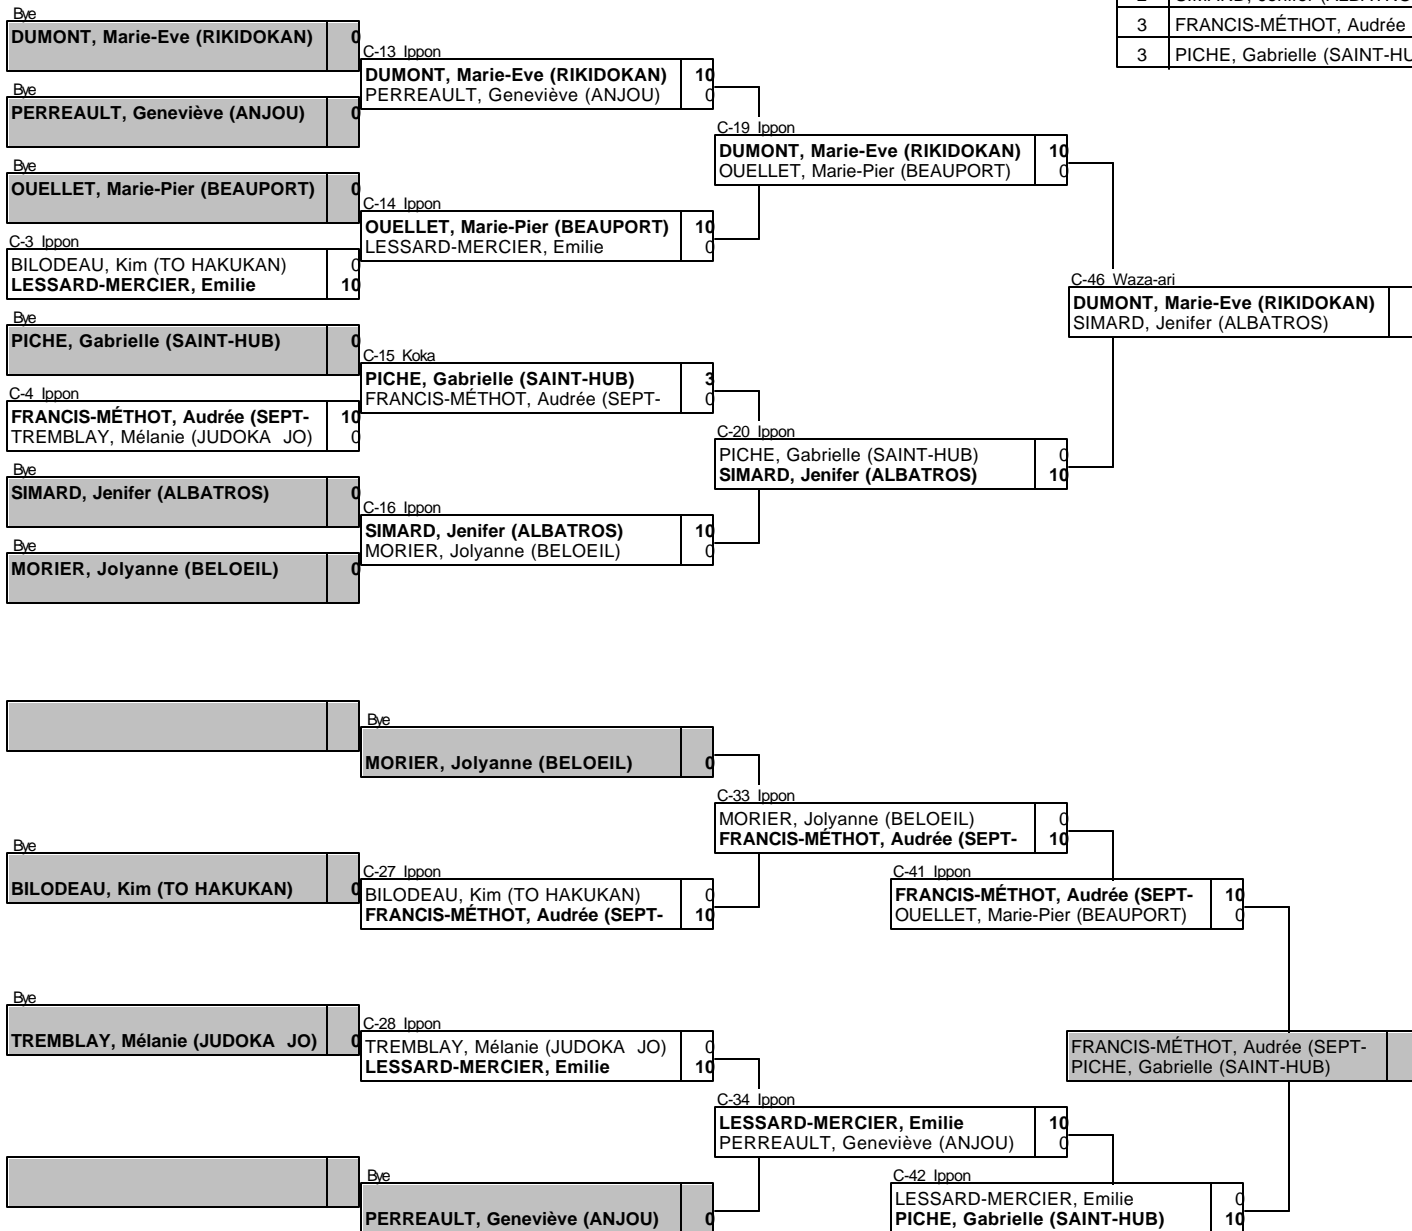 3 FRANCIS-MÉTHOT, Audrée
3 PICHE, Gabrielle (SAINT-HU
Bye
DUMONT, Marie-Eve (RIKIDOKAN) 0
Bye
PERREAULT, Geneviève (ANJOU) 0
Bye
OUELLET, Marie-Pier (BEAUPORT) 0
C-3 Ippon
BILODEAU, Kim (TO HAKUKAN) 0
LESSARD-MERCIER, Emilie 10
Bye
PICHE, Gabrielle (SAINT-HUB) 0
C-4 Ippon
FRANCIS-MÉTHOT, Audrée (SEPT- 10
TREMBLAY, Mélanie (JUDOKA JO) 0
Bye
SIMARD, Jenifer (ALBATROS) 0
Bye
MORIER, Jolyanne (BELOEIL) 0
C-13 Ippon
DUMONT, Marie-Eve (RIKIDOKAN) 10
PERREAULT, Geneviève (ANJOU) 0
C-14 Ippon
OUELLET, Marie-Pier (BEAUPORT) 10
LESSARD-MERCIER, Emilie 0
C-15 Koka
PICHE, Gabrielle (SAINT-HUB) 3
FRANCIS-MÉTHOT, Audrée (SEPT- 0
C-16 Ippon
SIMARD, Jenifer (ALBATROS) 10
MORIER, Jolyanne (BELOEIL) 0
C-19 Ippon
DUMONT, Marie-Eve (RIKIDOKAN) 10
OUELLET, Marie-Pier (BEAUPORT) 0
C-20 Ippon
PICHE, Gabrielle (SAINT-HUB) 0
SIMARD, Jenifer (ALBATROS) 10
C-46 Waza-ari
DUMONT, Marie-Eve (RIKIDOKAN)
SIMARD, Jenifer (ALBATROS)
Bye
BILODEAU, Kim (TO HAKUKAN) 0
Bye
TREMBLAY, Mélanie (JUDOKA JO) 0
Bye
MORIER, Jolyanne (BELOEIL) 0
C-27 Ippon
BILODEAU, Kim (TO HAKUKAN) 0
FRANCIS-MÉTHOT, Audrée (SEPT- 10
C-28 Ippon
TREMBLAY, Mélanie (JUDOKA JO) 0
LESSARD-MERCIER, Emilie 10
Bye
PERREAULT, Geneviève (ANJOU) 0
C-33 Ippon
MORIER, Jolyanne (BELOEIL) 0
FRANCIS-MÉTHOT, Audrée (SEPT- 10
C-34 Ippon
LESSARD-MERCIER, Emilie 10
PERREAULT, Geneviève (ANJOU) 0
C-41 Ippon
FRANCIS-MÉTHOT, Audrée (SEPT- 10
OUELLET, Marie-Pier (BEAUPORT) 0
C-42 Ippon
LESSARD-MERCIER, Emilie 0
PICHE, Gabrielle (SAINT-HUB) 10
FRANCIS-MÉTHOT, Audrée (SEPT-
PICHE, Gabrielle (SAINT-HUB)